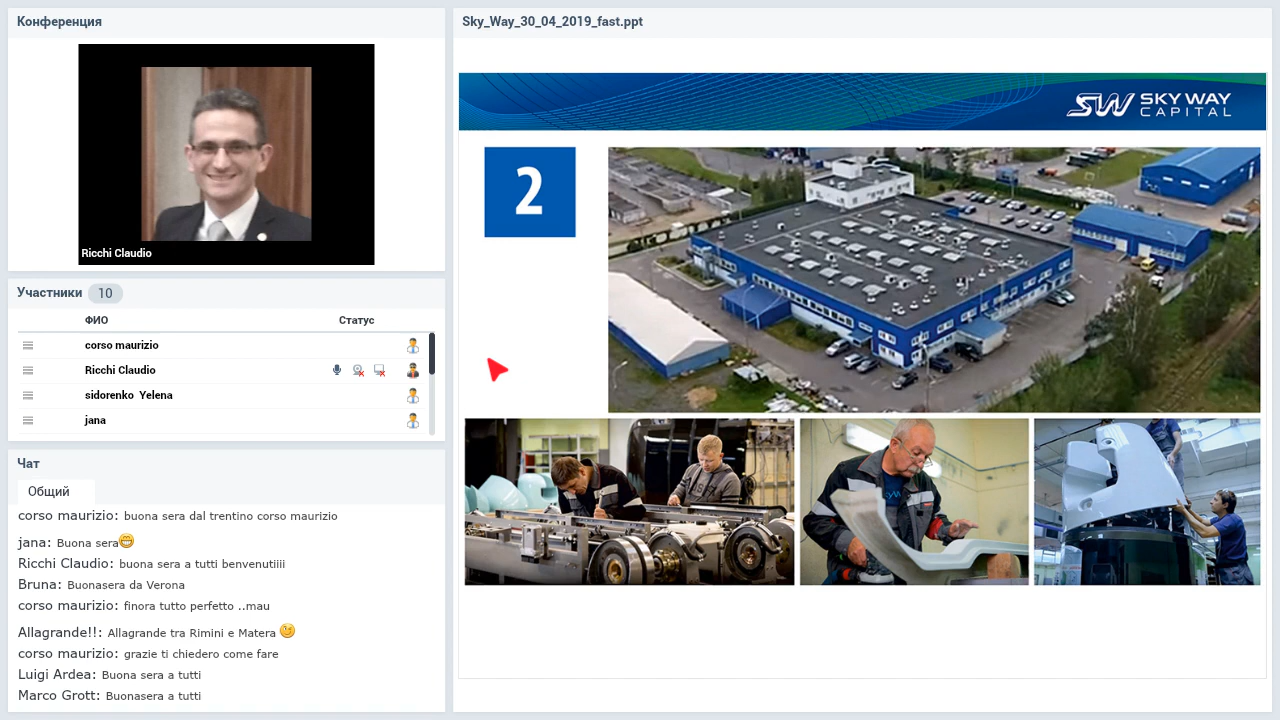 Конференция
Ricchi Claudio
Участники 10
ФИО Статус
corso maurizio
Ricchi Claudio
sidorenko Yelena
jana
Чат
Общий
corso maurizio: buona sera dal trentino corso maurizio
jana: Buona sera
Ricchi Claudio: buona sera a tutti benvenutiiii
Bruna: Buonasera da Verona
corso maurizio: finora tutto perfetto ..mau
Allagrande!!: Allagrande tra Rimini e Matera
corso maurizio: grazie ti chiedero come fare
Luigi Ardea: Buona sera a tutti
Marco Grott: Buonasera a tutti
Sky_Way_30_04_2019_fast.ppt
SW SKY WAY
CAPITAL
2